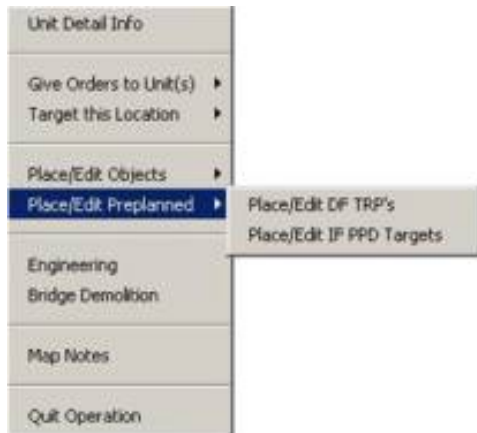 Unit Detail Info
Give Orders to Unit(s)
Target this Location
Place/Edit Objects
Place/Edit Preplanned
Place/Edit DF TRP's
Place/Edit IF PPD Targets
Engineering
Bridge Demolition
Map Notes
Quit Operation